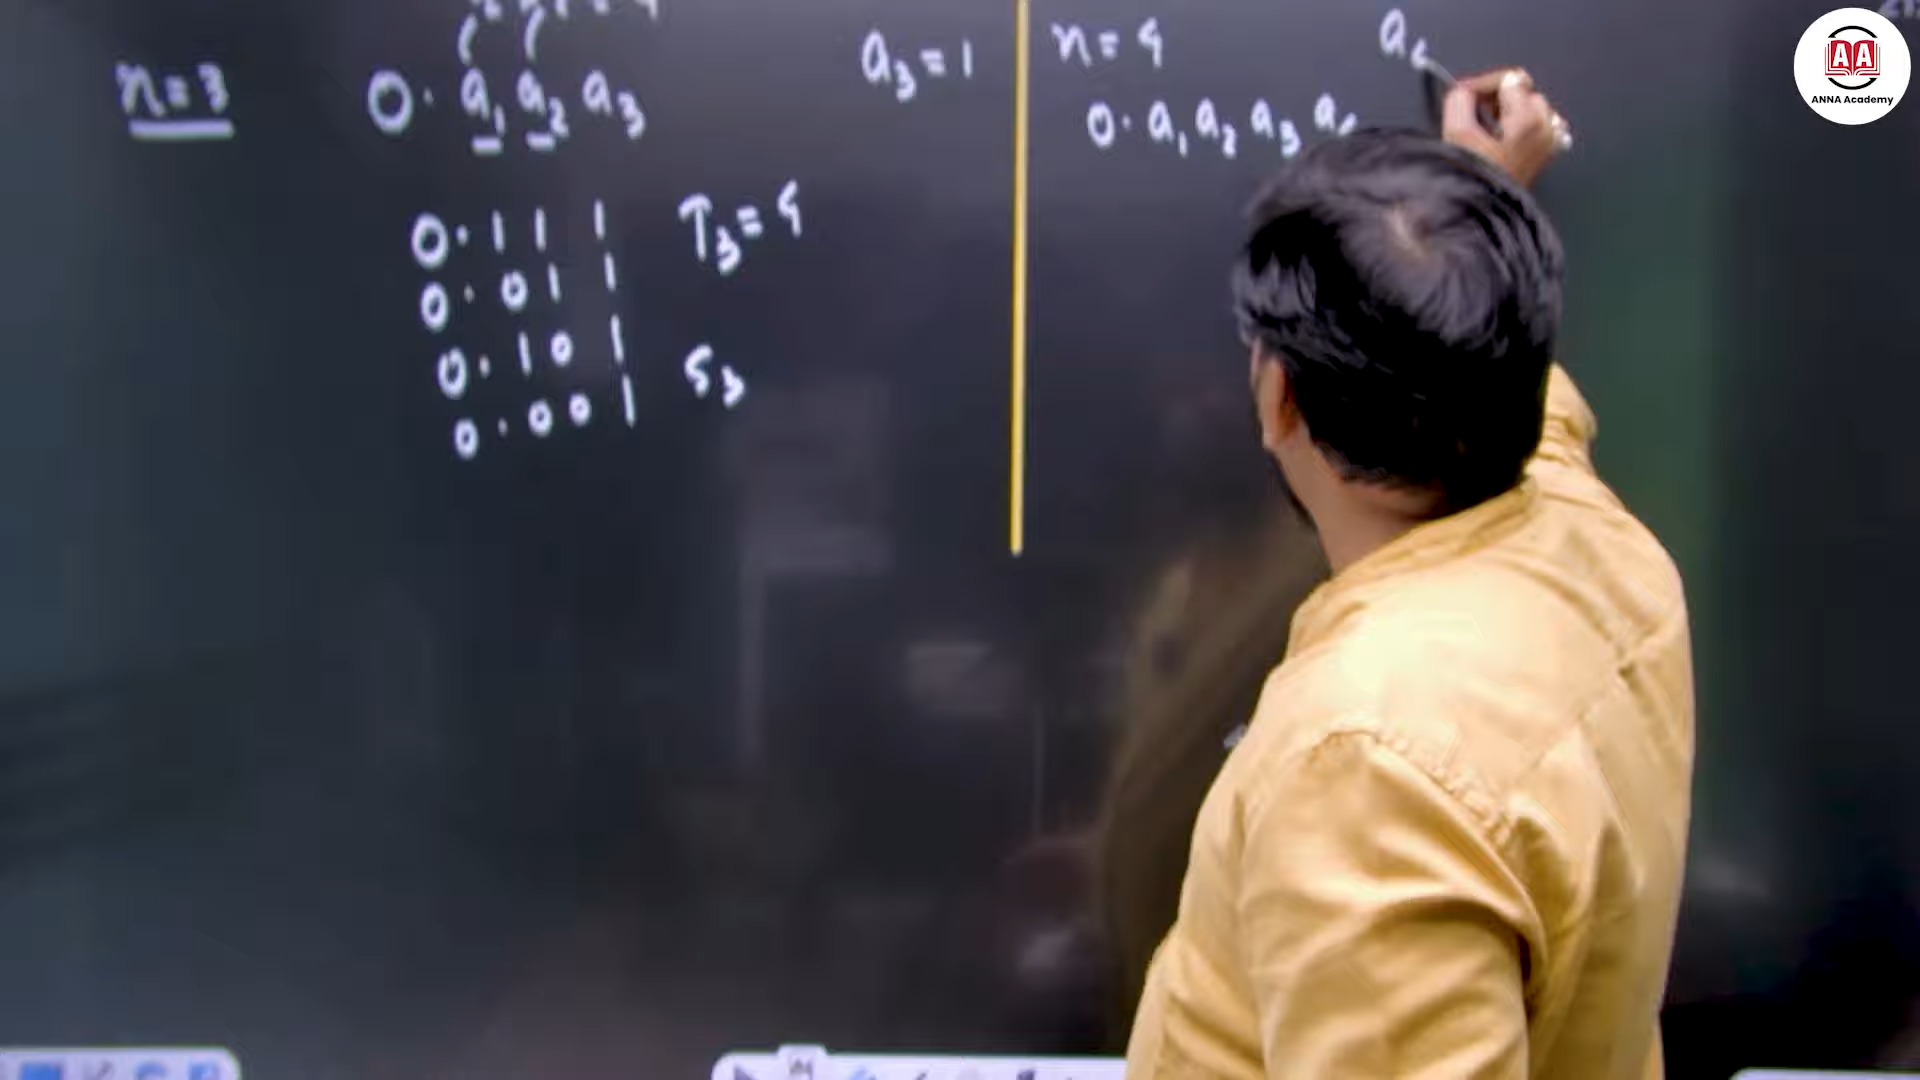 n=3
0. a₁ a₂ a₃
a₃ = 1
0. 1 1 1
T₃ = 4
0. 0 1 1
0. 1 0 1
S₃
0. 0 0 1
n = 4
0. a₁ a₂ a₃ a
a
AA
ANNA Academy